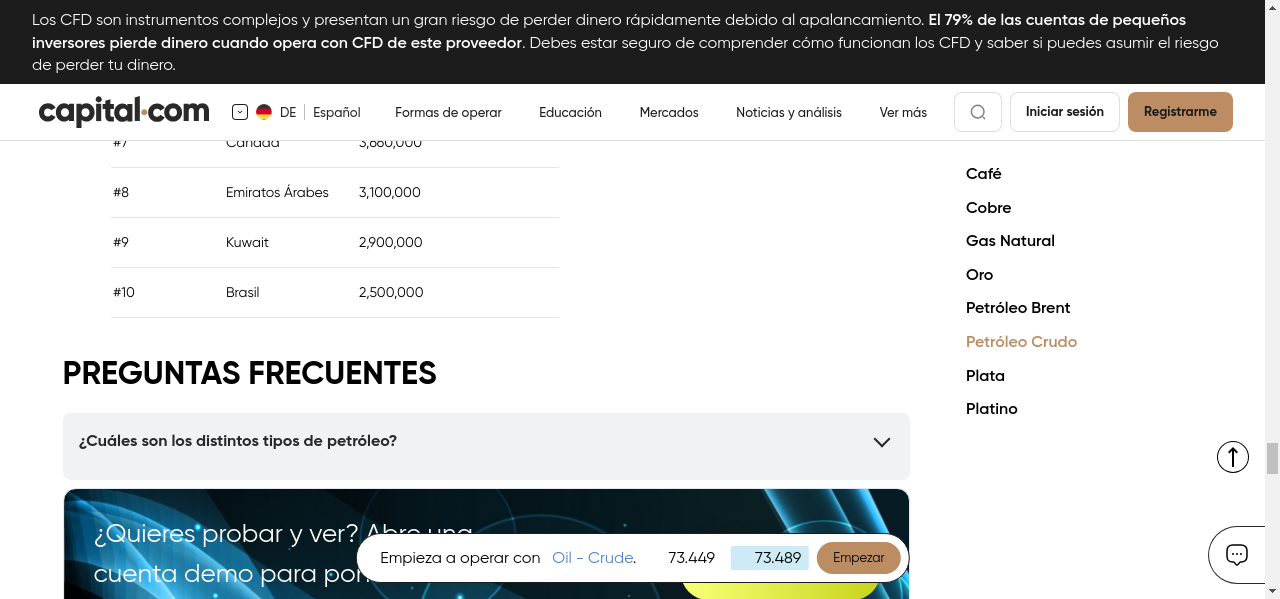 Los CFD son instrumentos complejos y presentan un gran riesgo de perder dinero rápidamente debido al apalancamiento. El 79% de las cuentas de pequeños
inversores pierde dinero cuando opera con CFD de este proveedor. Debes estar seguro de comprender cómo funcionan los CFD y saber si puedes asumir el riesgo
de perder tu dinero.
capital.com DE Español Formas de operar Educación Mercados Noticias y análisis Ver más Iniciar sesión Registrarme
#7 Canadá 3,660,000
#8 Emiratos Árabes 3,100,000
#9 Kuwait 2,900,000
#10 Brasil 2,500,000
Café
Cobre
Gas Natural
Oro
Petróleo Brent
Petróleo Crudo
Plata
Platino
PREGUNTAS FRECUENTES
¿Cuáles son los distintos tipos de petróleo?
¿Quieres probar y ver? Abre una
cuenta demo para
Empieza a operar con Oil - Crude. 73.449 73.489 Empezar